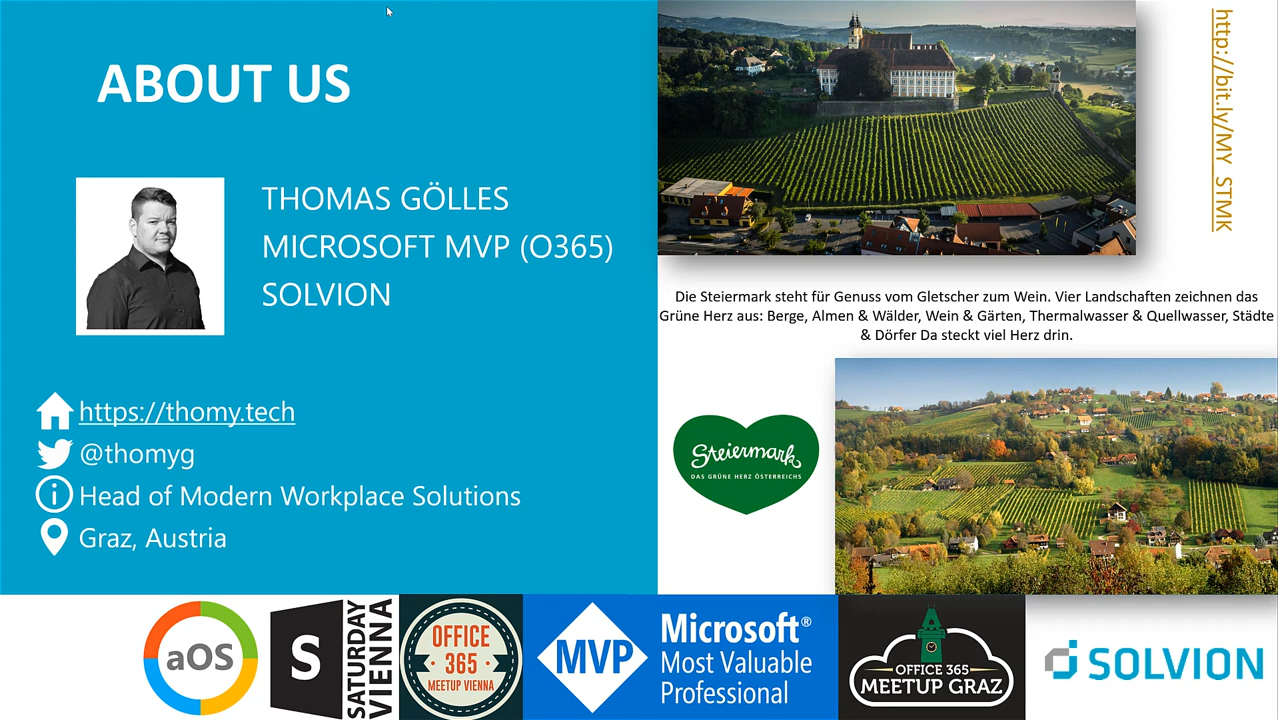 ABOUT US
THOMAS GÖLLES
MICROSOFT MVP (O365)
SOLVION
https://thomy.tech
@thomyg
Head of Modern Workplace Solutions
Graz, Austria
http://bit.ly/MY_STMK
Die Steiermark steht für Genuss vom Gletscher zum Wein. Vier Landschaften zeichnen das
Grüne Herz aus: Berge, Almen & Wälder, Wein & Gärten, Thermalwasser & Quellwasser, Städte
& Dörfer Da steckt viel Herz drin.
Steiermark
DAS GRÜNE HERZ ÖSTERREICHS
aOS
S
SATURDAY
VIENNA
OFFICE
365
MEETUP VIENNA
MVP
Microsoft®
Most Valuable
Professional
OFFICE 365
MEETUP GRAZ
SOLVION